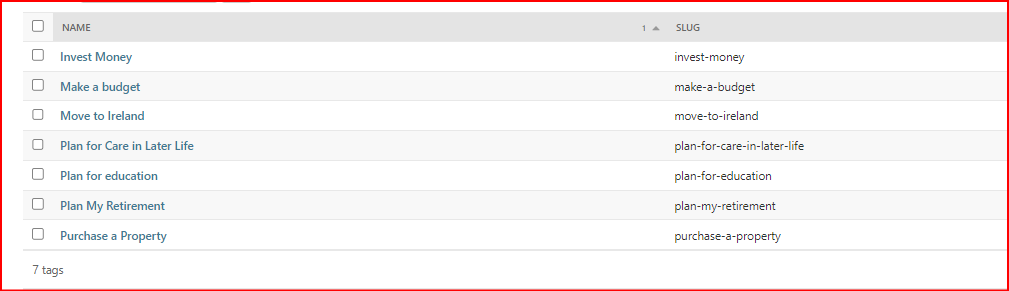 NAME 1 SLUG
Invest Money invest-money
Make a budget make-a-budget
Move to Ireland move-to-ireland
Plan for Care in Later Life plan-for-care-in-later-life
Plan for education plan-for-education
Plan My Retirement plan-my-retirement
Purchase a Property purchase-a-property
7 tags